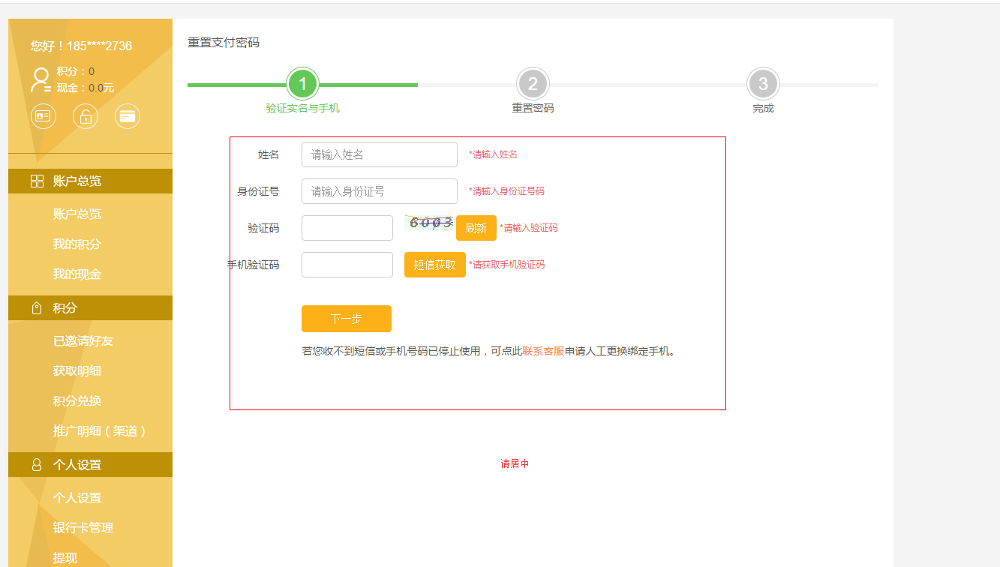 您好！185****2736
积分：0
现金：0.0元
账户总览
账户总览
我的积分
我的现金
积分
已邀请好友
获取明细
积分兑换
推广明细（渠道）
个人设置
个人设置
银行卡管理
提现
重置支付密码
1
2
3
验证实名与手机
重置密码
完成
姓名 请输入姓名 *请输入姓名
身份证号 请输入身份证号 *请输入身份证号码
验证码 6003 刷新 *请输入验证码
手机验证码 短信获取 *请获取手机验证码
下一步
若您收不到短信或手机号码已停止使用，可点此联系客服申请人工更换绑定手机。
请居中